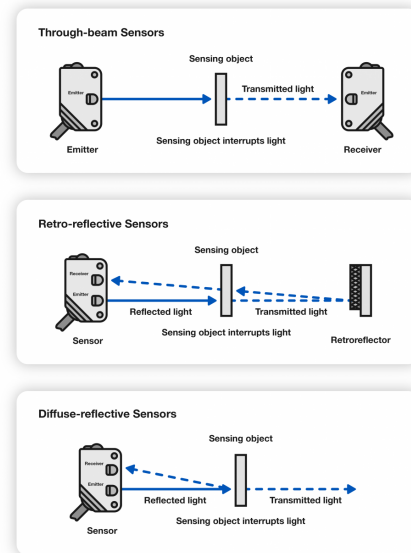 Through-beam Sensors
Sensing object
Emitter
Transmitted light
Emitter
Sensing object interrupts light
Emitter
Receiver
Retro-reflective Sensors
Sensing object
Receiver
Emitter
Reflected light
Transmitted light
Sensing object interrupts light
Sensor
Retroreflector
Diffuse-reflective Sensors
Sensing object
Receiver
Emitter
Reflected light
Transmitted light
Sensing object interrupts light
Sensor